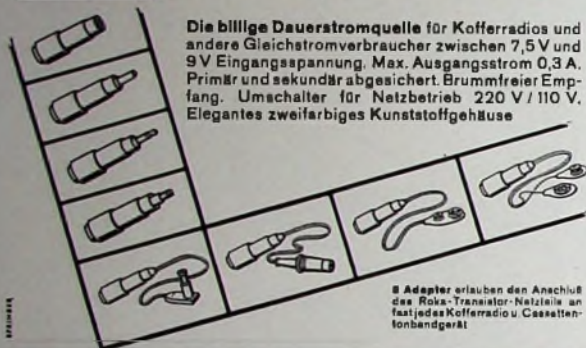 Die billige Dauerstromquelle für Kofferradios und
andere Gleichstromverbraucher zwischen 7,5 V und
9 V Eingangsspannung. Max. Ausgangsstrom 0,3 A.
Primär und sekundär abgesichert. Brummfreier Emp-
fang. Umschalter für Netzbetrieb 220 V / 110 V.
Elegantes zweifarbiges Kunststoffgehäuse
8 Adapter erlauben den Anschluß
des Roka-Transistor-Netzteils an
fast jedes Kofferradio u. Cassetten-
tonbandgerät